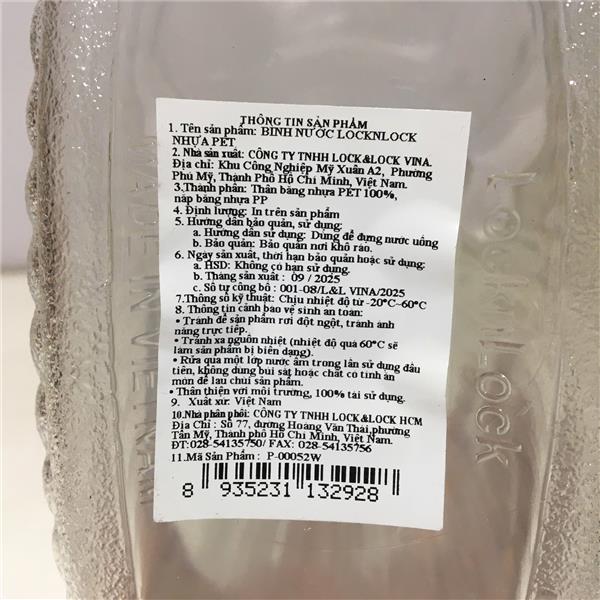 THÔNG TIN SẢN PHẨM
1. Tên sản phẩm: BÌNH NƯỚC LOCKNLOCK
NHỰA PET
2. Nhà sản xuất: CÔNG TY TNHH LOCK&LOCK VINA.
Địa chỉ: Khu Công Nghiệp Mỹ Xuân A2, Phường
Phú Mỹ, Thành Phố Hồ Chí Minh, Việt Nam.
3.Thành phần: Thân bằng nhựa PET 100%,
nắp bằng nhựa PP
4. Định lượng: In trên sản phẩm
5. Hướng dẫn bảo quản, sử dụng:
a. Hướng dẫn sử dụng: Dùng để đựng nước uống
b. Bảo quản: Bảo quản nơi khô ráo.
6. Ngày sản xuất, thời hạn bảo quản hoặc sử dụng:
a. HSD: Không có hạn sử dụng.
b. Tháng sản xuất : 09 / 2025
c. Số tự công bố : 001-08/L&L VINA/2025
7.Thông số kỹ thuật: Chịu nhiệt độ từ -20°C~60°C
8. Thông tin cảnh báo vệ sinh an toàn:
• Tránh để sản phẩm rơi đột ngột, tránh ánh
nắng trực tiếp.
• Tránh xa nguồn nhiệt (nhiệt độ quá 60°C sẽ
làm sản phẩm bị biến dạng).
• Rửa qua một lớp nước ấm trong lần sử dụng đầu
tiên, không dùng bùi sắt hoặc chất có tính ăn
mòn để lau chùi sản phẩm.
• Thân thiện với môi trường, 100% tái sử dụng.
9. Xuất xứ: Việt Nam
10.Nhà phân phối: CÔNG TY TNHH LOCK&LOCK HCM
Địa Chỉ : Số 77, đường Hoàng Văn Thái,phường
Tân Mỹ, Thành phố Hồ Chí Minh, Việt Nam.
ĐT:028-54135750/ FAX: 028-54135756
11.Mã Sản Phẩm : P-00052W
8 935231 132928
MADE IN VIETNAM
LocknLock